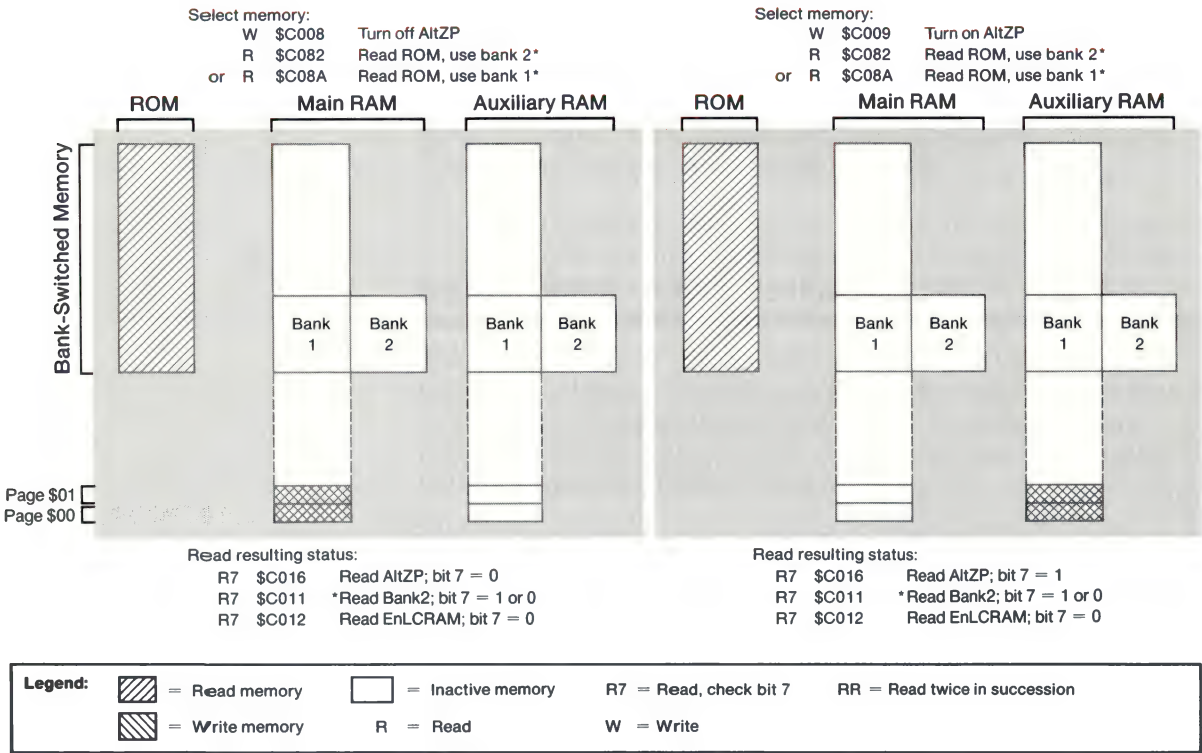 Select memory:
W $C008 Turn off AltZP
R $C082 Read ROM, use bank 2*
or R $C08A Read ROM, use bank 1*
ROM Main RAM Auxiliary RAM
Bank-Switched Memory
Bank 1
Bank 2
Bank 1
Bank 2
Page $01
Page $00
Read resulting status:
R7 $C016 Read AltZP; bit 7 = 0
R7 $C011 *Read Bank2; bit 7 = 1 or 0
R7 $C012 Read EnLCRAM; bit 7 = 0
Select memory:
W $C009 Turn on AltZP
R $C082 Read ROM, use bank 2*
or R $C08A Read ROM, use bank 1*
ROM Main RAM Auxiliary RAM
Bank 1
Bank 2
Bank 1
Bank 2
Read resulting status:
R7 $C016 Read AltZP; bit 7 = 1
R7 $C011 *Read Bank2; bit 7 = 1 or 0
R7 $C012 Read EnLCRAM; bit 7 = 0
Legend: = Read memory = Inactive memory R7 = Read, check bit 7 RR = Read twice in succession
= Write memory R = Read W = Write